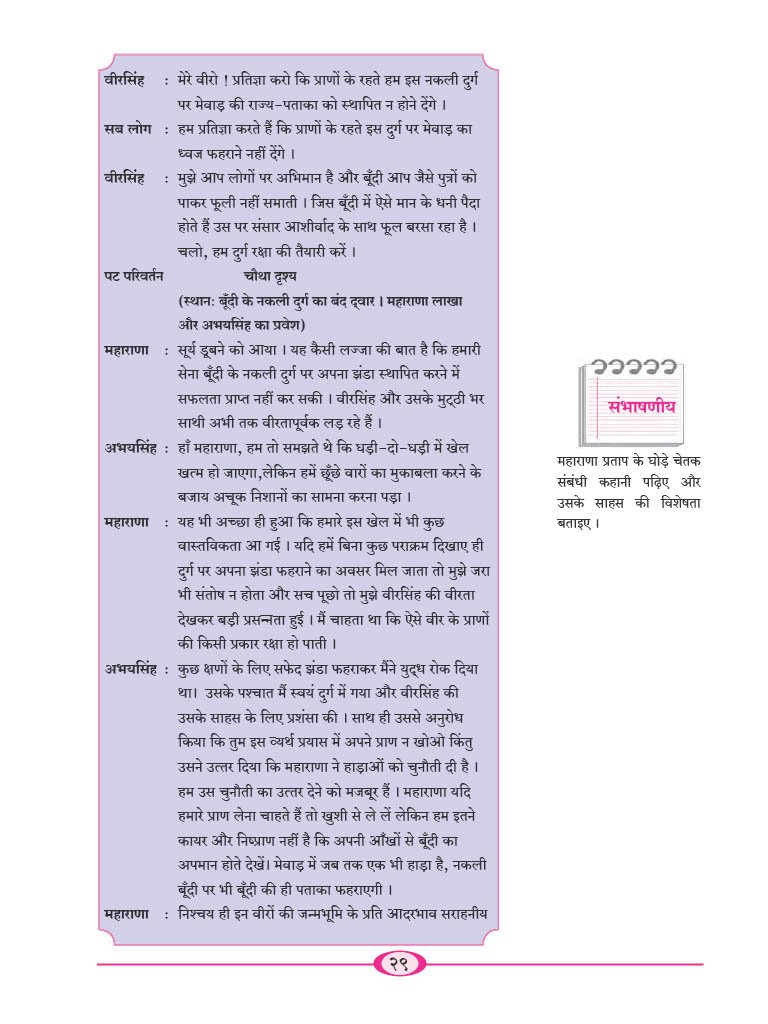 वीरसिंह : मेरे वीरो ! प्रतिज्ञा करो कि प्राणों के रहते हम इस नकली दुर्ग
पर मेवाड़ की राज्य-पताका को स्थापित न होने देंगे ।
सब लोग : हम प्रतिज्ञा करते हैं कि प्राणों के रहते इस दुर्ग पर मेवाड़ का
ध्वज फहराने नहीं देंगे ।
वीरसिंह : मुझे आप लोगों पर अभिमान है और बूँदी आप जैसे पुत्रों को
पाकर फूली नहीं समाती । जिस बूँदी में ऐसे मान के धनी पैदा
होते हैं उस पर संसार आशीर्वाद के साथ फूल बरसा रहा है ।
चलो, हम दुर्ग रक्षा की तैयारी करें ।
पट परिवर्तन चौथा दृश्य
(स्थानः बूँदी के नकली दुर्ग का बंद द्‌वार । महाराणा लाखा
और अभयसिंह का प्रवेश)
महाराणा : सूर्य डूबने को आया । यह कैसी लज्जा की बात है कि हमारी
सेना बूँदी के नकली दुर्ग पर अपना झंडा स्थापित करने में
सफलता प्राप्त नहीं कर सकी । वीरसिंह और उसके मुट्‌ठी भर
साथी अभी तक वीरतापूर्वक लड़ रहे हैं ।
अभयसिंह : हाँ महाराणा, हम तो समझते थे कि घड़ी-दो-घड़ी में खेल
खत्म हो जाएगा,लेकिन हमें छूँछे वारों का मुकाबला करने के
बजाय अचूक निशानों का सामना करना पड़ा ।
महाराणा : यह भी अच्छा ही हुआ कि हमारे इस खेल में भी कुछ
वास्तविकता आ गई । यदि हमें बिना कुछ पराक्रम दिखाए ही
दुर्ग पर अपना झंडा फहराने का अवसर मिल जाता तो मुझे जरा
भी संतोष न होता और सच पूछो तो मुझे वीरसिंह की वीरता
देखकर बड़ी प्रसन्नता हुई । मैं चाहता था कि ऐसे वीर के प्राणों
की किसी प्रकार रक्षा हो पाती ।
अभयसिंह : कुछ क्षणों के लिए सफेद झंडा फहराकर मैंने युद्‌ध रोक दिया
था। उसके पश्चात मैं स्वयं दुर्ग में गया और वीरसिंह की
उसके साहस के लिए प्रशंसा की । साथ ही उससे अनुरोध
किया कि तुम इस व्यर्थ प्रयास में अपने प्राण न खोओ किंतु
उसने उत्तर दिया कि महाराणा ने हाड़ाओं को चुनौती दी है ।
हम उस चुनौती का उत्तर देने को मजबूर हैं । महाराणा यदि
हमारे प्राण लेना चाहते हैं तो खुशी से ले लें लेकिन हम इतने
कायर और निष्प्राण नहीं है कि अपनी आँखों से बूँदी का
अपमान होते देखें। मेवाड़ में जब तक एक भी हाड़ा है, नकली
बूँदी पर भी बूँदी की ही पताका फहराएगी ।
महाराणा : निश्चय ही इन वीरों की जन्मभूमि के प्रति आदरभाव सराहनीय
संभाषणीय
महाराणा प्रताप के घोड़े चेतक
संबंधी कहानी पढ़िए और
उसके साहस की विशेषता
बताइए ।
२९